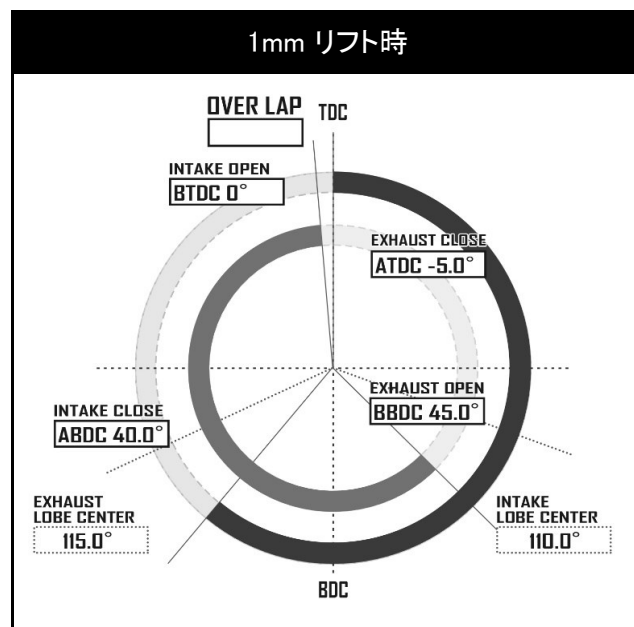 1mm リフト時
OVER LAP
TDC
INTAKE OPEN
BTDC 0°
EXHAUST CLOSE
ATDC -5.0°
EXHAUST OPEN
BBDC 45.0°
INTAKE CLOSE
ABDC 40.0°
EXHAUST
LOBE CENTER
115.0°
INTAKE
LOBE CENTER
110.0°
BDC